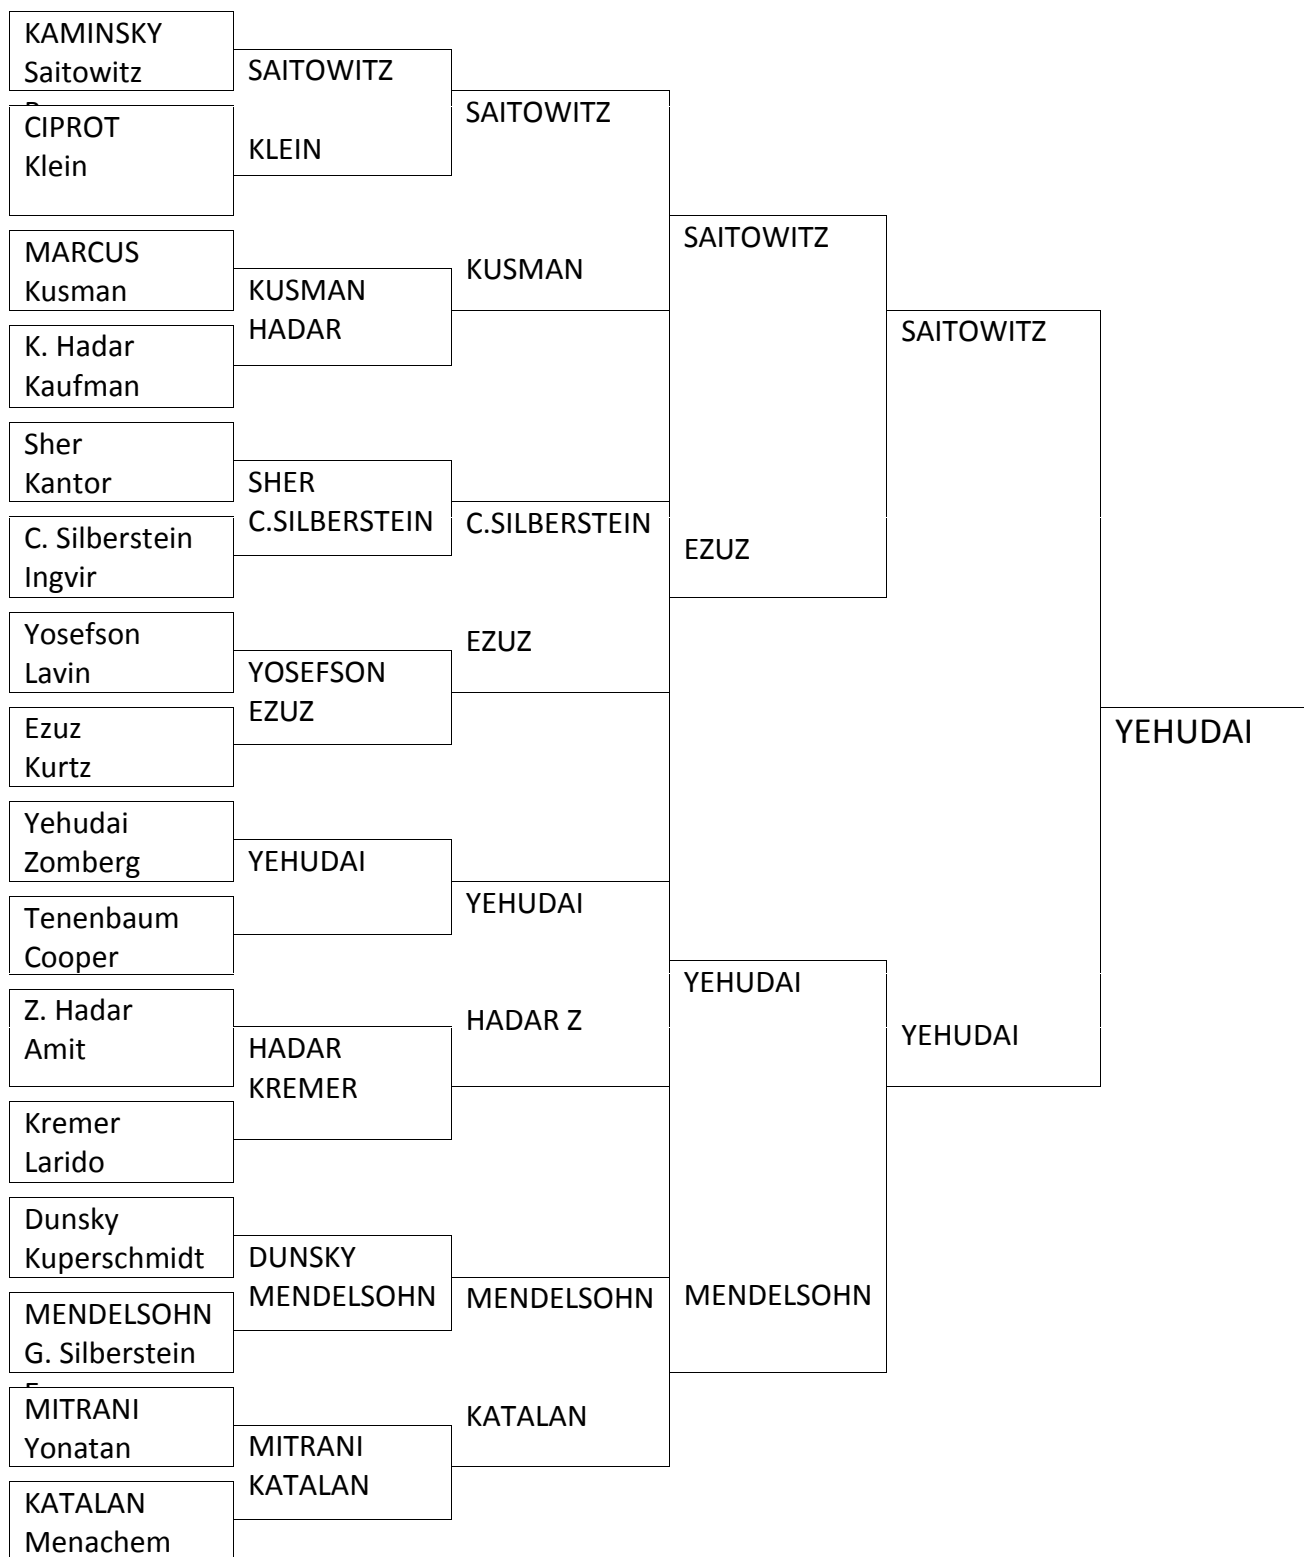 KAMINSKY
Saitowitz
CIPROT
Klein
MARCUS
Kusman
K. Hadar
Kaufman
Sher
Kantor
C. Silberstein
Ingvir
Yosefson
Lavin
Ezuz
Kurtz
Yehudai
Zomberg
Tenenbaum
Cooper
Z. Hadar
Amit
Kremer
Larido
Dunsky
Kuperschmidt
MENDELSOHN
G. Silberstein
MITRANI
Yonatan
KATALAN
Menachem
SAITOWITZ
KLEIN
KUSMAN
HADAR
SHER
C.SILBERSTEIN
YOSEFSON
EZUZ
YEHUDAI
HADAR
KREMER
DUNSKY
MENDELSOHN
MITRANI
KATALAN
SAITOWITZ
KUSMAN
C.SILBERSTEIN
EZUZ
YEHUDAI
HADAR Z
MENDELSOHN
KATALAN
SAITOWITZ
EZUZ
YEHUDAI
MENDELSOHN
SAITOWITZ
YEHUDAI
YEHUDAI